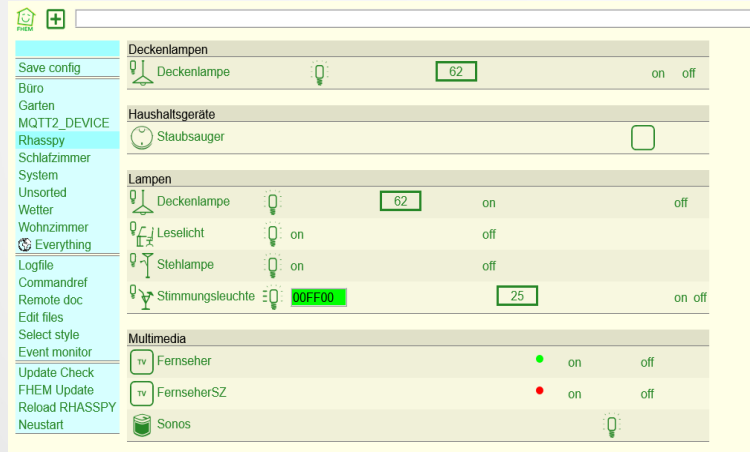 FHEM
Save config
Büro
Garten
MQTT2_DEVICE
Rhasspy
Schlafzimmer
System
Unsorted
Wetter
Wohnzimmer
Everything
Logfile
Commandref
Remote doc
Edit files
Select style
Event monitor
Update Check
FHEM Update
Reload RHASSPY
Neustart
Deckenlampen
Deckenlampe 62 on off
Haushaltsgeräte
Staubsauger
Lampen
Deckenlampe 62 on off
Leselicht on off
Stehlampe on off
Stimmungsleuchte 00FF00 25 on off
Multimedia
TV Fernseher on off
TV FernseherSZ on off
Sonos